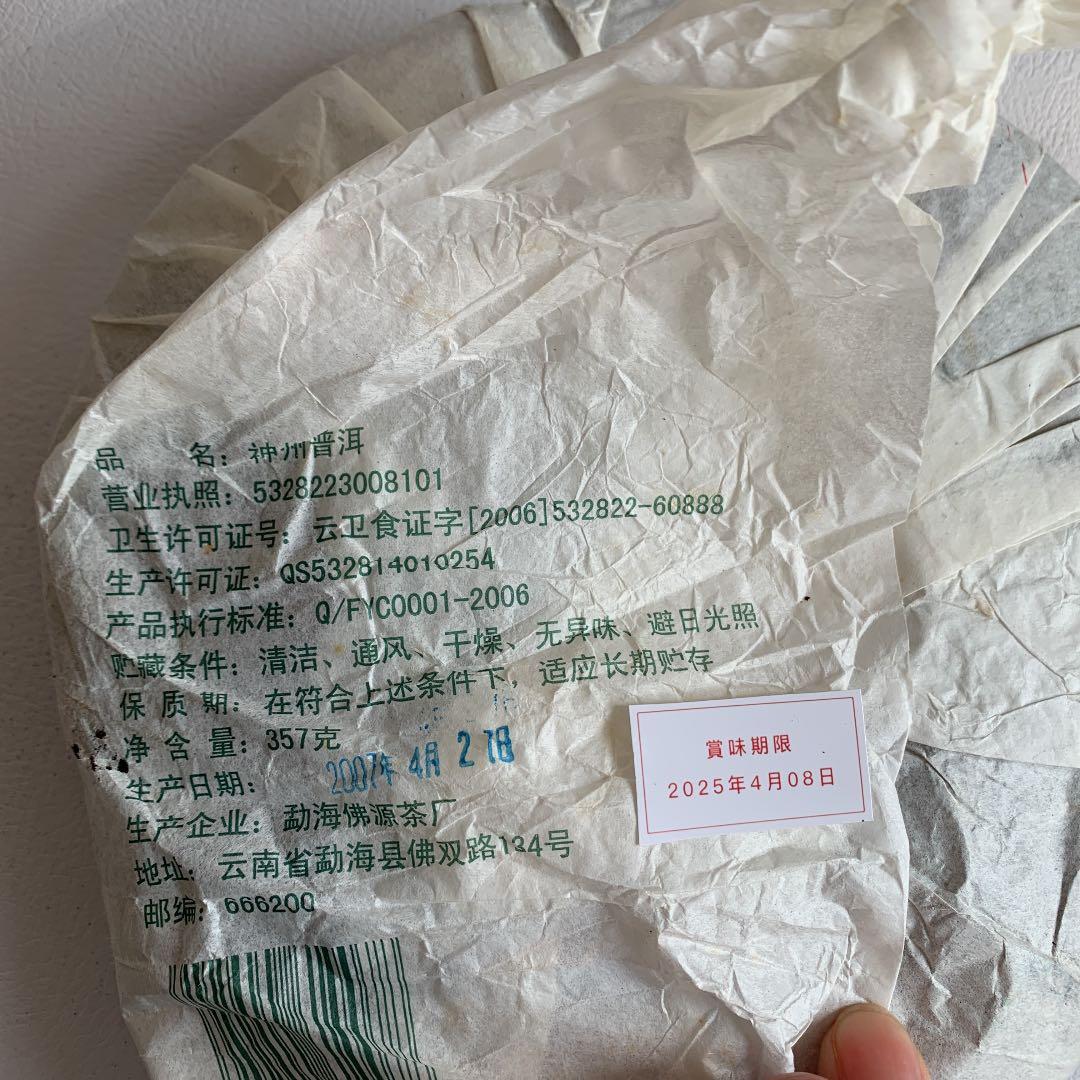 品 名：神州普洱
营业执照：5328223008101
卫生许可证号：云卫食证字[2006]532822-60888
生产许可证：QS532814010254
产品执行标准：Q/FYC0001-2006
贮藏条件：清洁、通风、干燥、无异味、避日光照
保质期：在符合上述条件下，适应长期贮存
净含量：357克
生产日期：2007年4月27日
生产企业：勐海佛源茶厂
地址：云南省勐海县佛双路134号
邮编：666200
賞味期限
2025年4月08日